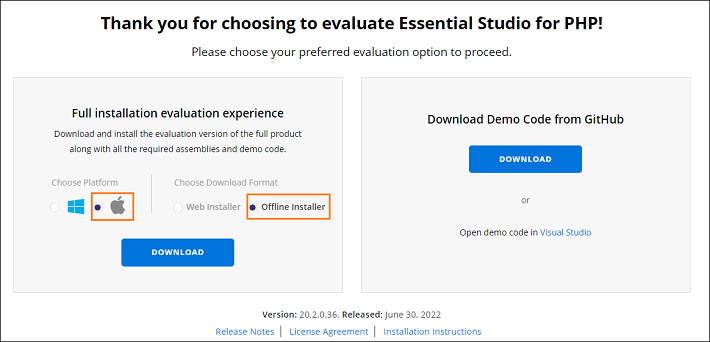 Thank you for choosing to evaluate Essential Studio for PHP!
Please choose your preferred evaluation option to proceed.
Full installation evaluation experience
Download and install the evaluation version of the full product
along with all the required assemblies and demo code.
Choose Platform
Choose Download Format
Web Installer
Offline Installer
DOWNLOAD
Download Demo Code from GitHub
DOWNLOAD
or
Open demo code in Visual Studio
Version: 20.2.0.36, Released: June 30, 2022
Release Notes | License Agreement | Installation Instructions